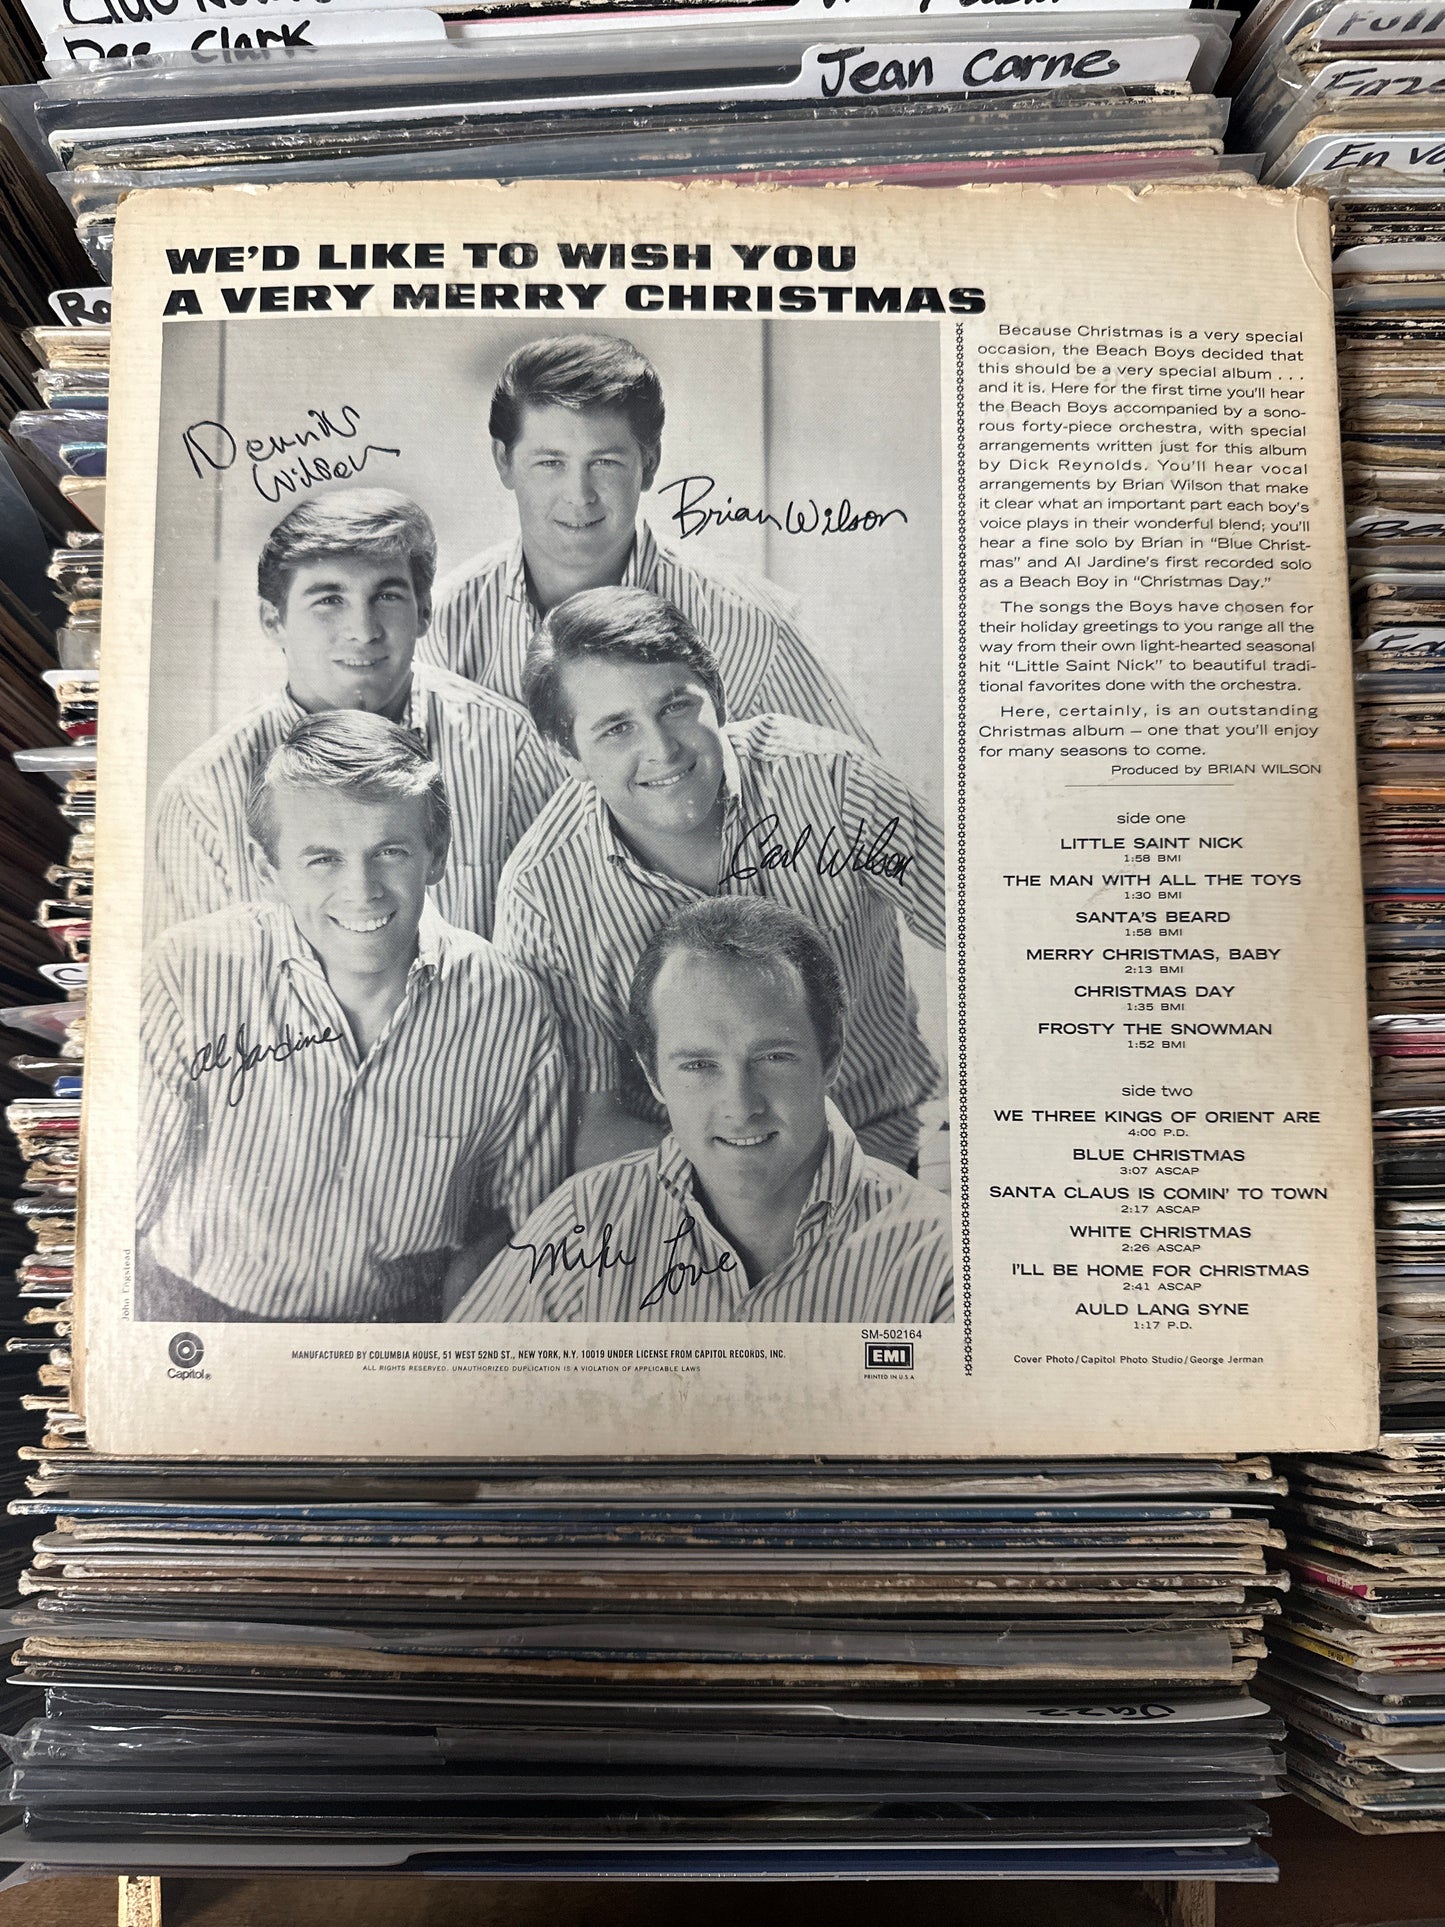 Dee Clark
Jean Carne
WE'D LIKE TO WISH YOU
A VERY MERRY CHRISTMAS
Dennis
Wilson
Brian Wilson
Carl Wilson
Al Jardine
Mike Love
John Engstead
Because Christmas is a very special
occasion, the Beach Boys decided that
this should be a very special album . . .
and it is. Here for the first time you'll hear
the Beach Boys accompanied by a sono-
rous forty-piece orchestra, with special
arrangements written just for this album
by Dick Reynolds. You'll hear vocal
arrangements by Brian Wilson that make
it clear what an important part each boy's
voice plays in their wonderful blend; you'll
hear a fine solo by Brian in "Blue Christ-
mas" and Al Jardine's first recorded solo
as a Beach Boy in "Christmas Day."
The songs the Boys have chosen for
their holiday greetings to you range all the
way from their own light-hearted seasonal
hit "Little Saint Nick" to beautiful tradi-
tional favorites done with the orchestra.
Here, certainly, is an outstanding
Christmas album — one that you'll enjoy
for many seasons to come.
Produced by BRIAN WILSON
side one
LITTLE SAINT NICK
1:58 BMI
THE MAN WITH ALL THE TOYS
1:30 BMI
SANTA'S BEARD
1:58 BMI
MERRY CHRISTMAS, BABY
2:13 BMI
CHRISTMAS DAY
1:35 BMI
FROSTY THE SNOWMAN
1:52 BMI
side two
WE THREE KINGS OF ORIENT ARE
4:00 P.D.
BLUE CHRISTMAS
3:07 ASCAP
SANTA CLAUS IS COMIN' TO TOWN
2:17 ASCAP
WHITE CHRISTMAS
2:26 ASCAP
I'LL BE HOME FOR CHRISTMAS
2:41 ASCAP
AULD LANG SYNE
1:17 P.D.
Cover Photo/Capitol Photo Studio/George Jerman
Capitol®
MANUFACTURED BY COLUMBIA HOUSE, 51 WEST 52ND ST., NEW YORK, N.Y. 10019 UNDER LICENSE FROM CAPITOL RECORDS, INC.
ALL RIGHTS RESERVED. UNAUTHORIZED DUPLICATION IS A VIOLATION OF APPLICABLE LAWS
SM-502164
EMI
PRINTED IN U.S.A
Jazz